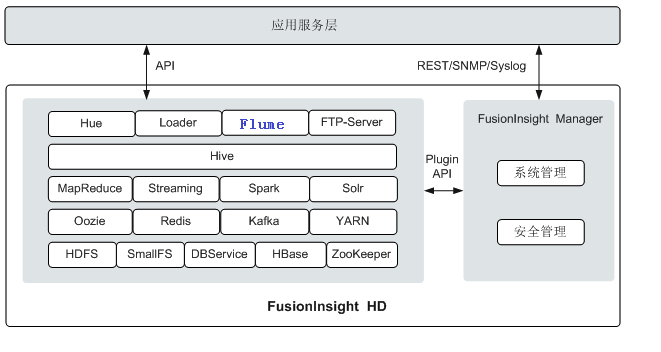 应用服务层
API
REST/SNMP/Syslog
Hue Loader Flume FTP-Server
Hive
MapReduce Streaming Spark Solr
Oozie Redis Kafka YARN
HDFS SmallFS DBService HBase ZooKeeper
Plugin
API
FusionInsight Manager
系统管理
安全管理
FusionInsight HD